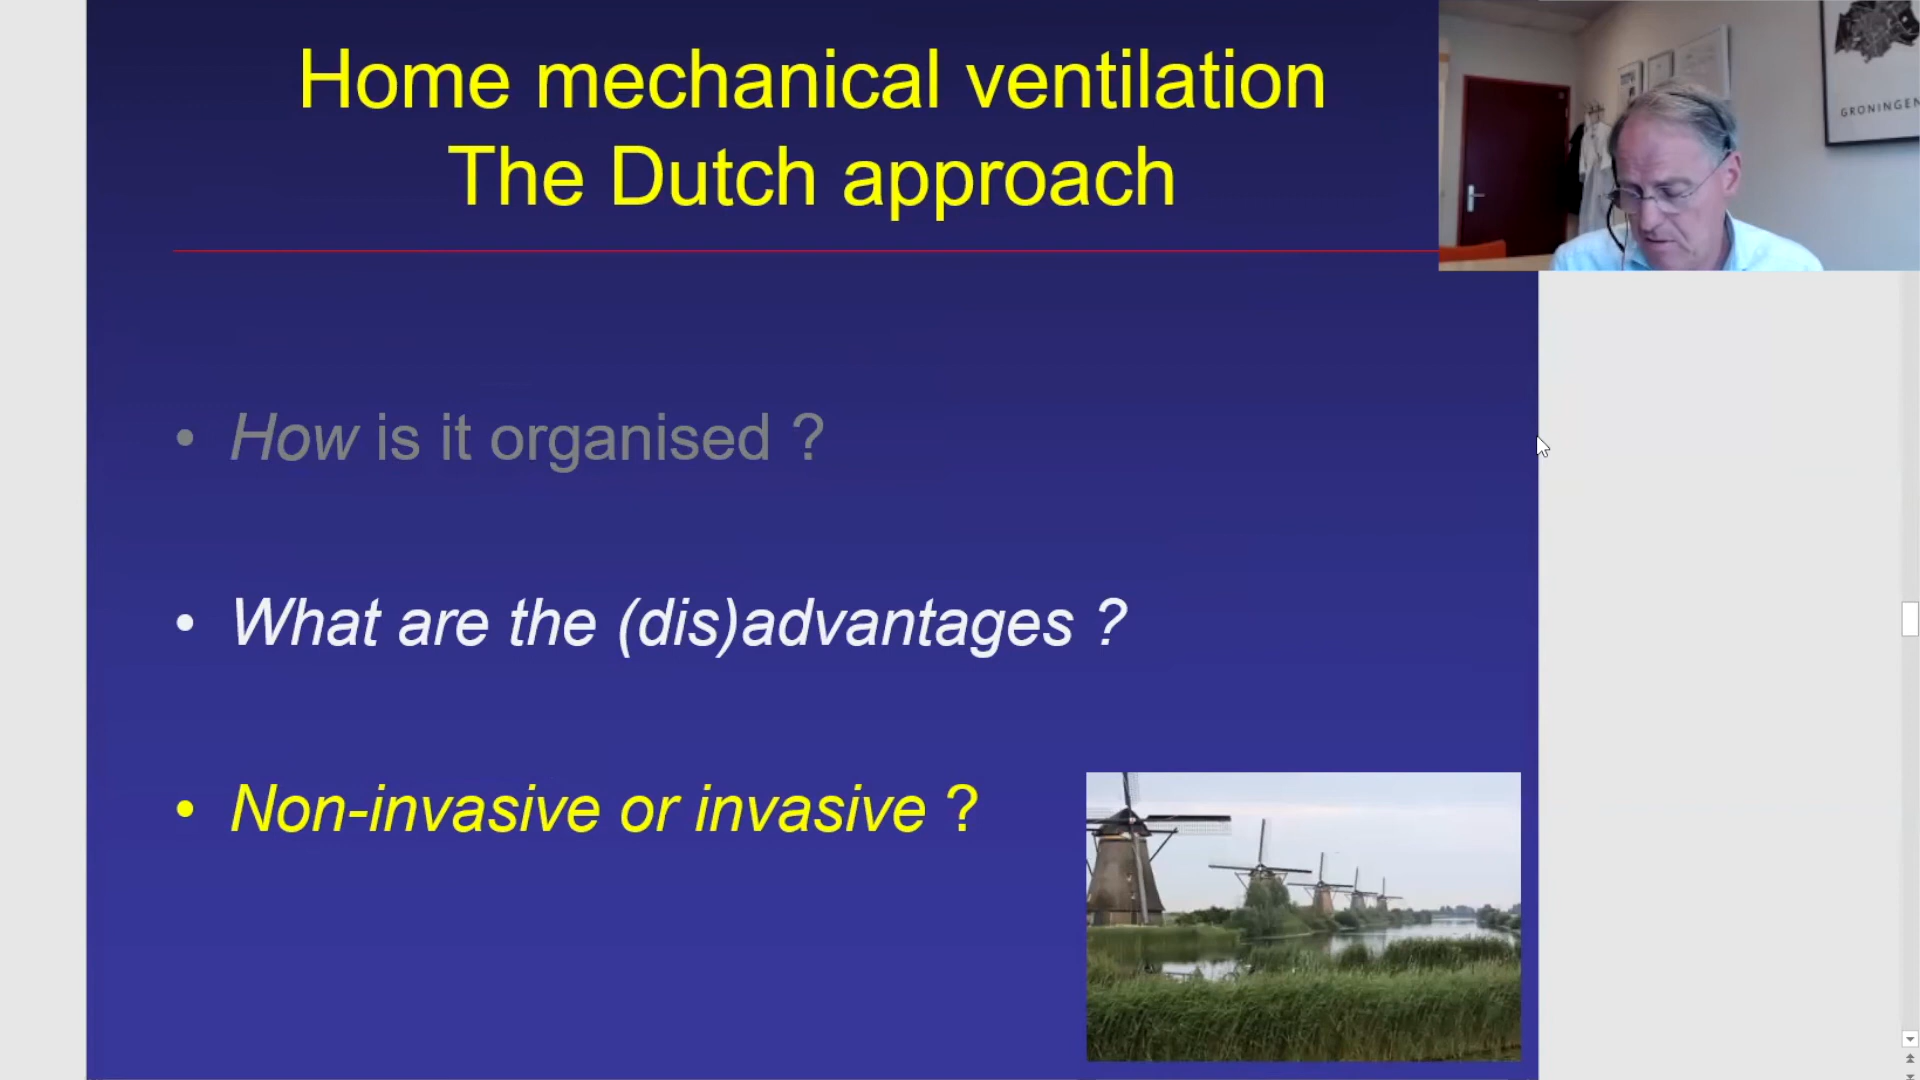 Home mechanical ventilation
The Dutch approach
• How is it organised ?
• What are the (dis)advantages ?
• Non-invasive or invasive ?
GRONINGEN